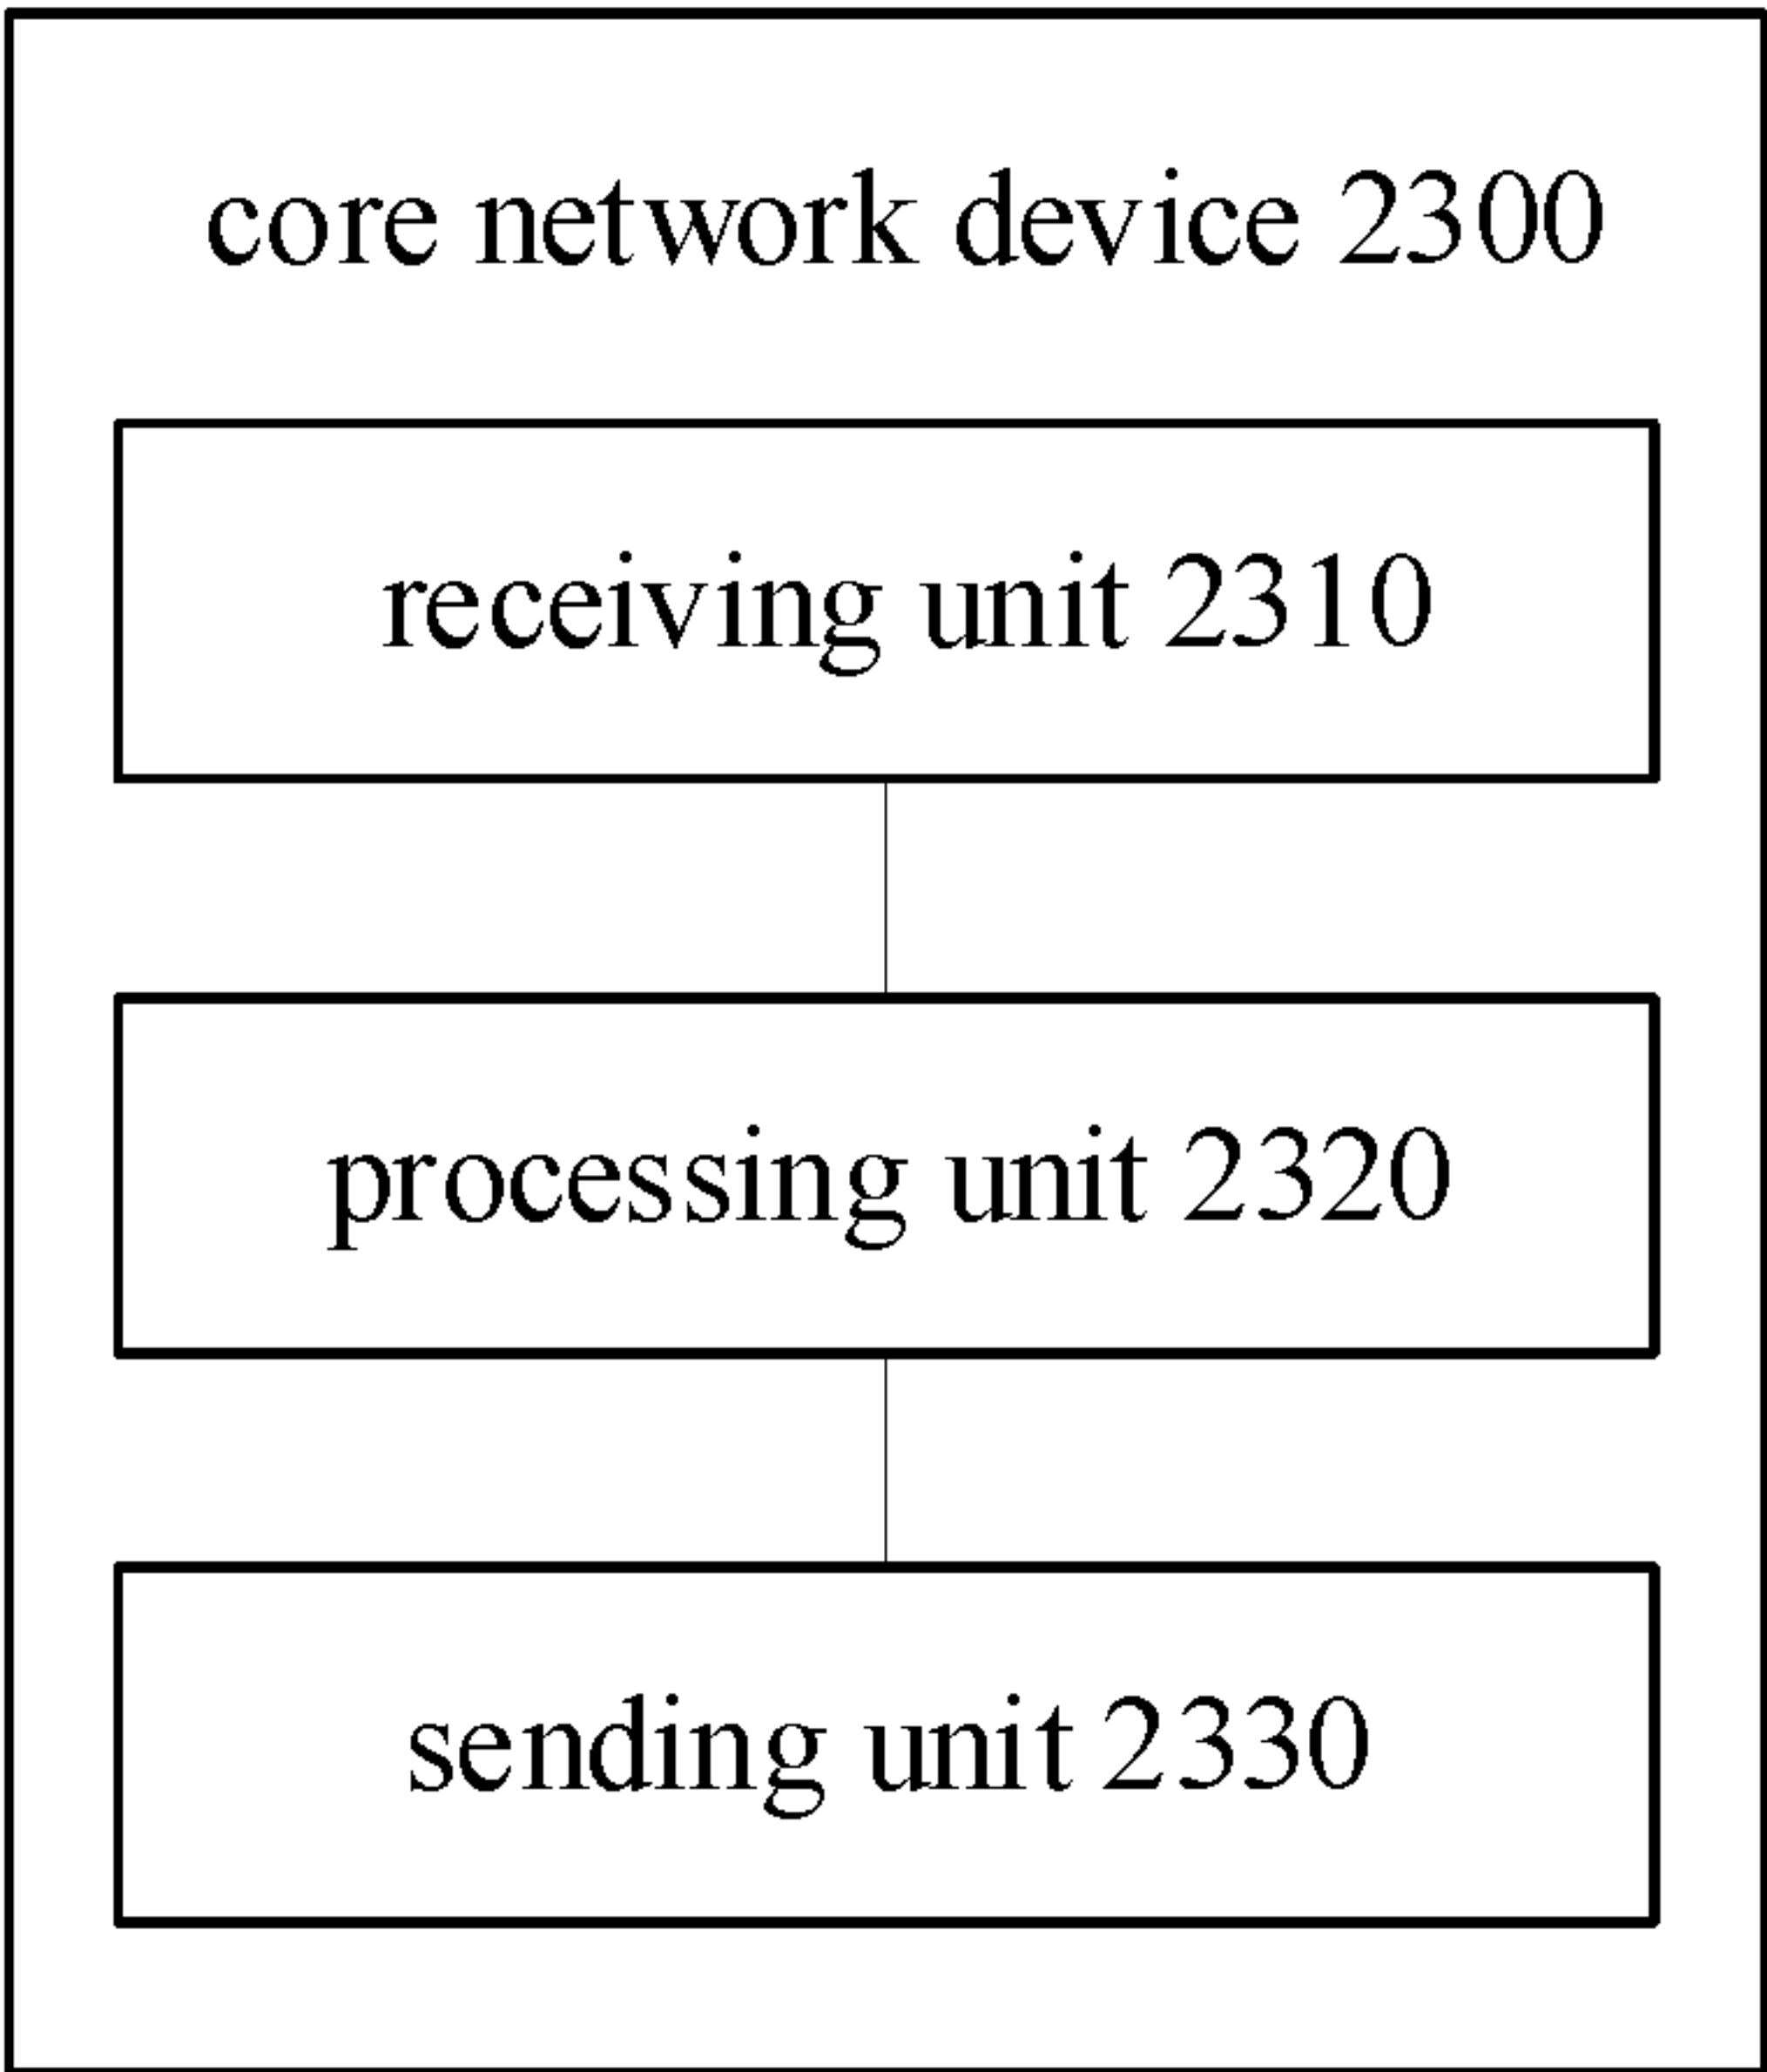 core network device 2300
receiving unit 2310
processing unit 2320
sending unit 2330